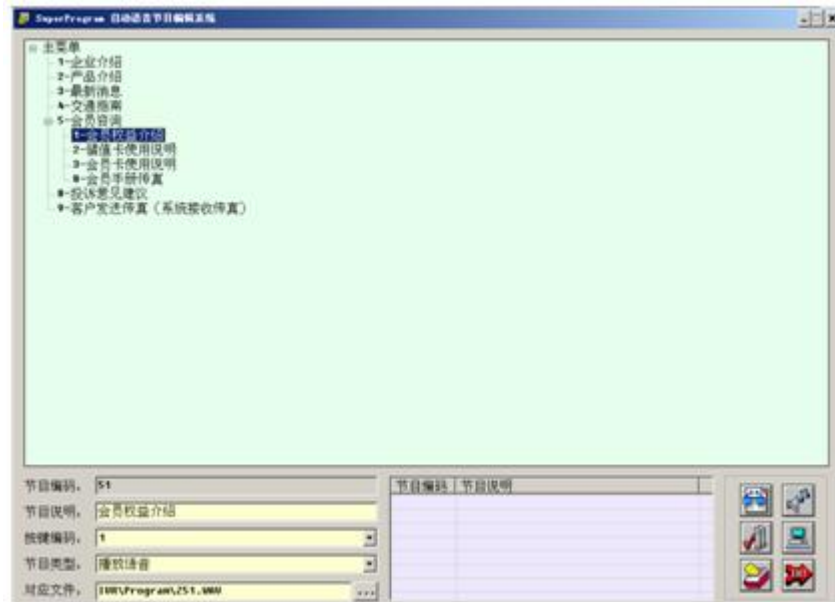 SuperProgram 自动语音节目编辑系统
主菜单
1-企业介绍
2-产品介绍
3-最新消息
4-交通指南
5-会员咨询
1-会员权益介绍
2-储值卡使用说明
3-会员卡使用说明
8-会员手册传真
8-投诉意见建议
9-客户发送传真（系统接收传真）
节目编码： 51
节目编码 节目说明
节目说明： 会员权益介绍
按键编码： 1
节目类型： 播放语音
对应文件： IVR\Program\Z51.WAV ...